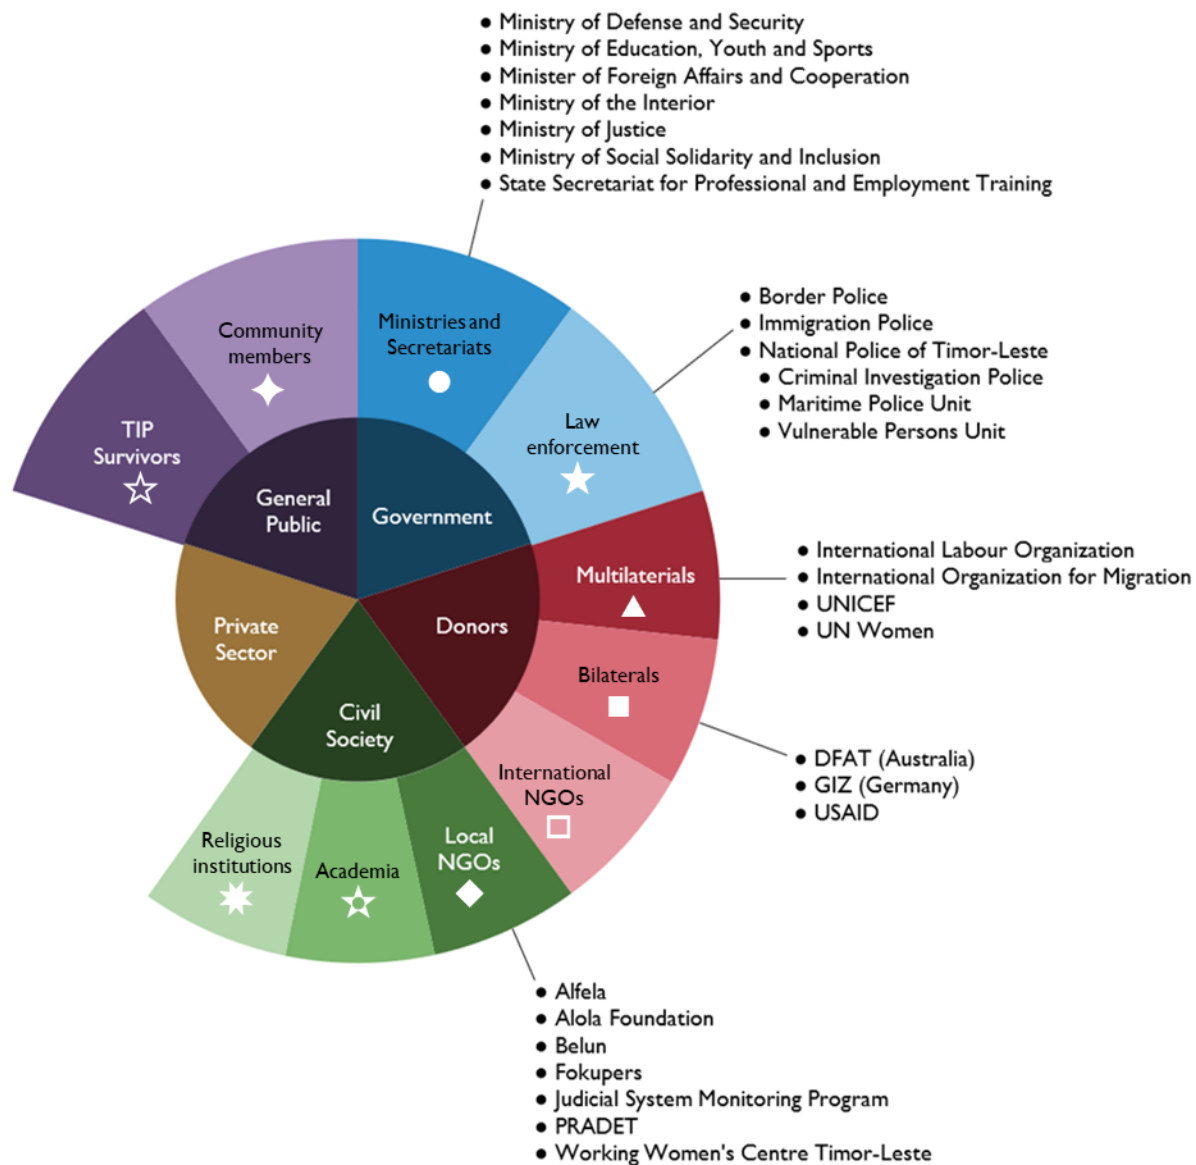 ● Ministry of Defense and Security
● Ministry of Education, Youth and Sports
● Minister of Foreign Affairs and Cooperation
● Ministry of the Interior
● Ministry of Justice
● Ministry of Social Solidarity and Inclusion
● State Secretariat for Professional and Employment Training
Community
members
Ministries and
Secretariats
● Border Police
● Immigration Police
● National Police of Timor-Leste
● Criminal Investigation Police
● Maritime Police Unit
● Vulnerable Persons Unit
TIP
Survivors
Law
enforcement
General
Public
Government
Multilaterials
● International Labour Organization
● International Organization for Migration
● UNICEF
● UN Women
Private
Sector
Donors
Bilaterals
Civil
Society
● DFAT (Australia)
● GIZ (Germany)
● USAID
International
NGOs
Religious
institutions
Academia
Local
NGOs
● Alfela
● Alola Foundation
● Belun
● Fokupers
● Judicial System Monitoring Program
● PRADET
● Working Women's Centre Timor-Leste